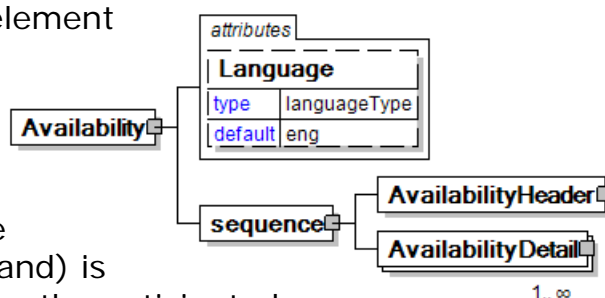 element
attributes
Language
type languageType
default eng
Availability
sequence
AvailabilityHeader
AvailabilityDetail
1..∞
and) is